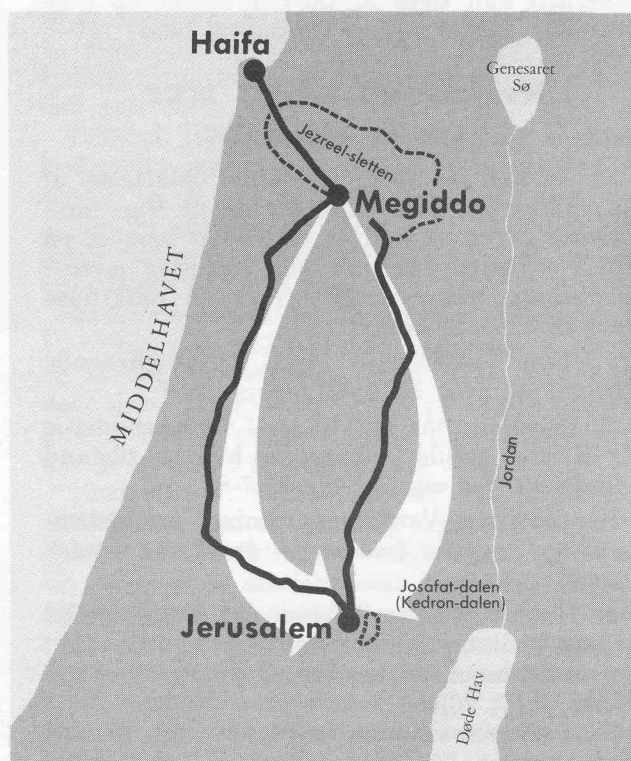 Haifa
Genesaret
Sø
Jezreel-sletten
Megiddo
MIDDELHAVET
Jordan
Josafat-dalen
(Kedron-dalen)
Jerusalem
Døde Hav